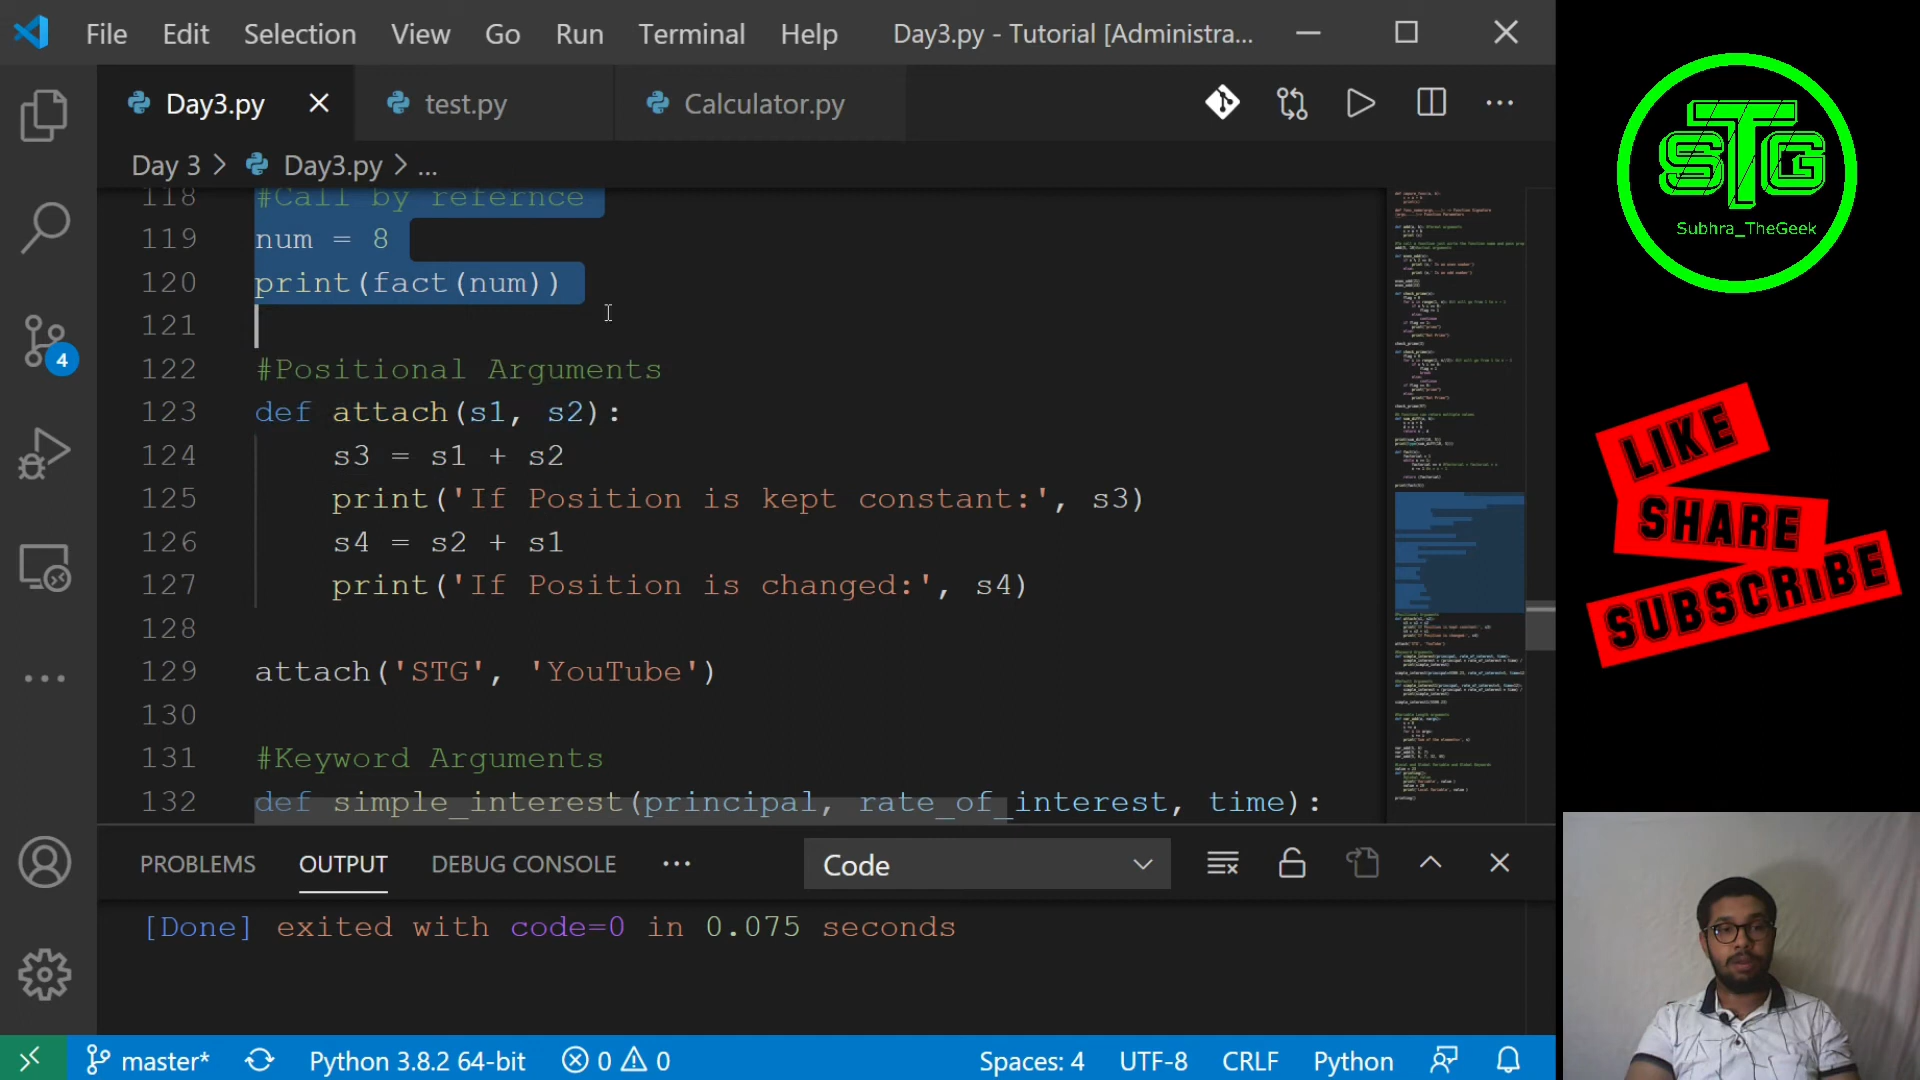 File Edit Selection View Go Run Terminal Help Day3.py - Tutorial [Administra...
Day3.py test.py Calculator.py
Day 3 > Day3.py > ...
118 #Call by refernce
119 num = 8
120 print(fact(num))
121
122 #Positional Arguments
123 def attach(s1, s2):
124 s3 = s1 + s2
125 print('If Position is kept constant:', s3)
126 s4 = s2 + s1
127 print('If Position is changed:', s4)
128
129 attach('STG', 'YouTube')
130
131 #Keyword Arguments
132 def simple_interest(principal, rate_of_interest, time):
4
PROBLEMS OUTPUT DEBUG CONSOLE ... Code
[Done] exited with code=0 in 0.075 seconds
master* Python 3.8.2 64-bit 0 0 Spaces: 4 UTF-8 CRLF Python
STG
Subhra_TheGeek
LIKE
SHARE
SUBSCRIBE